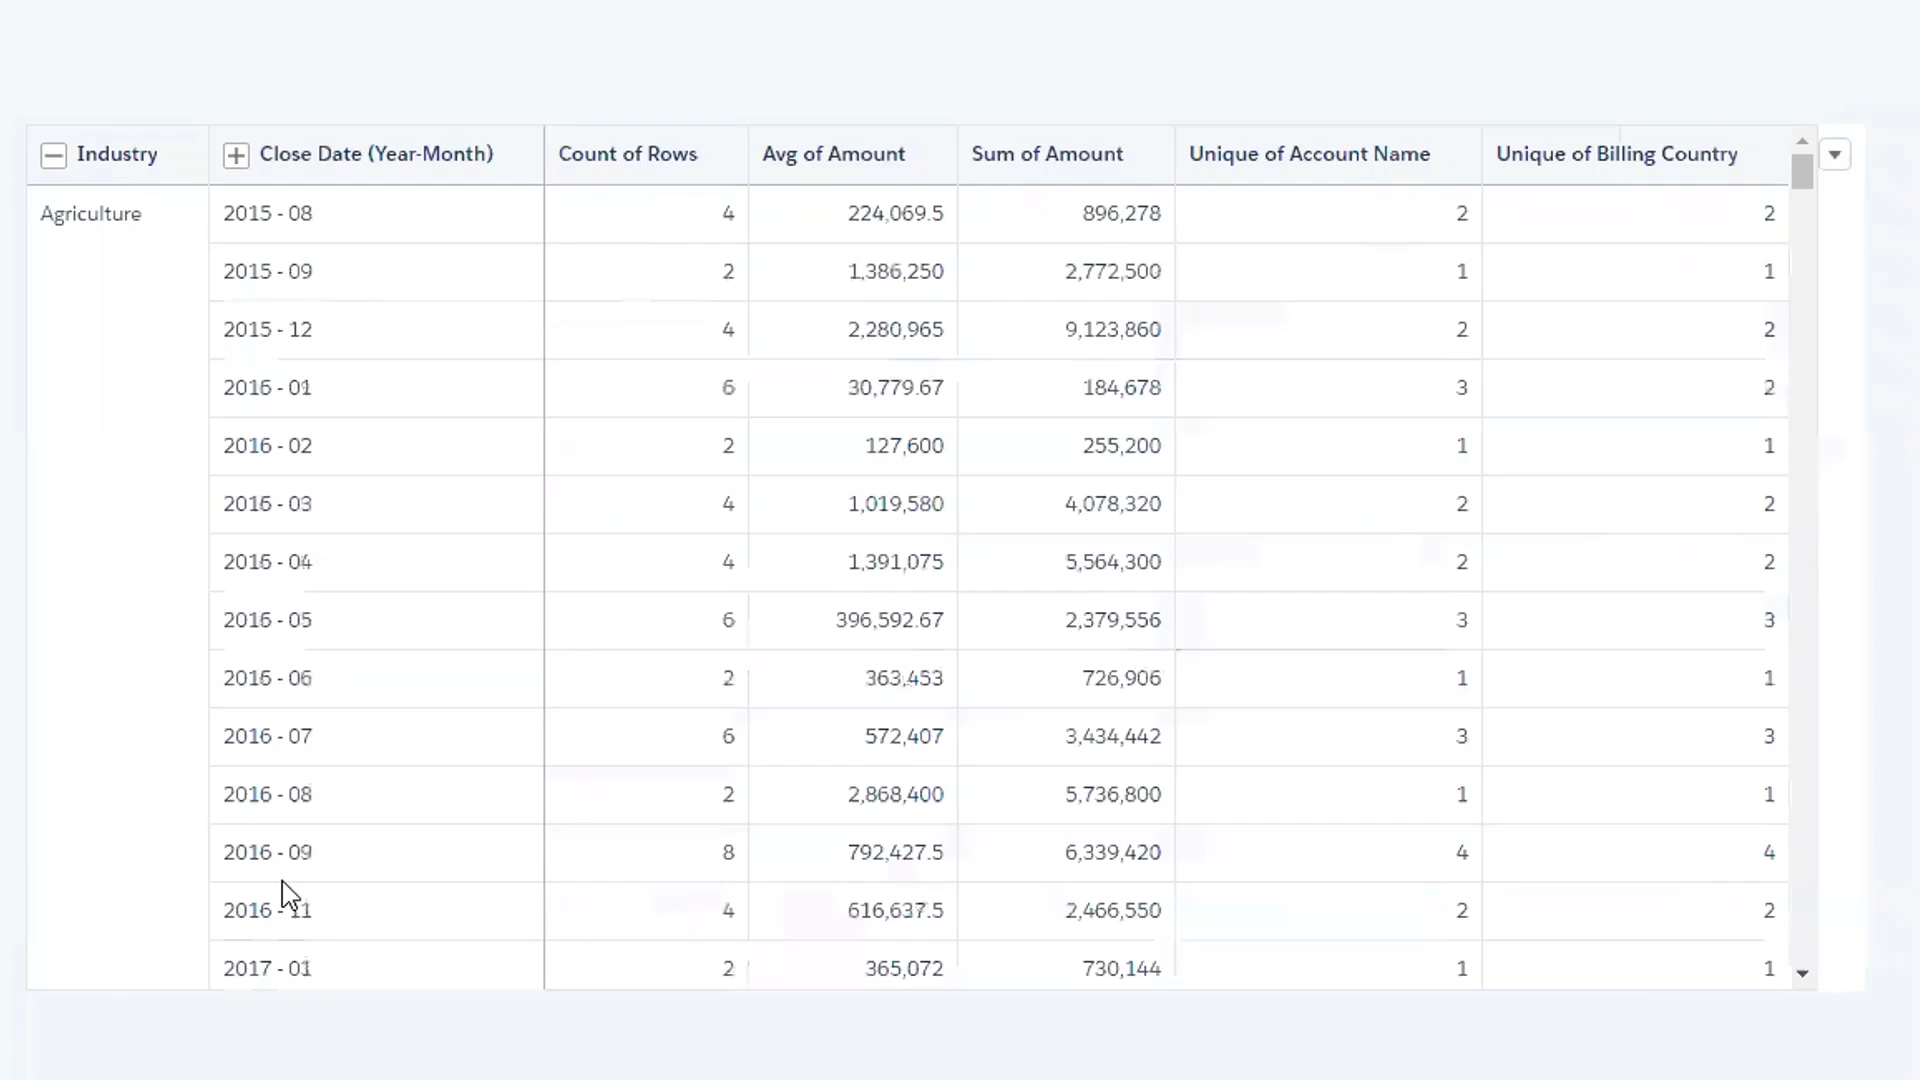 Industry Close Date (Year-Month) Count of Rows Avg of Amount Sum of Amount Unique of Account Name Unique of Billing Country
Agriculture 2015 - 08 4 224,069.5 896,278 2 2
2015 - 09 2 1,386,250 2,772,500 1 1
2015 - 12 4 2,280,965 9,123,860 2 2
2016 - 01 6 30,779.67 184,678 3 2
2016 - 02 2 127,600 255,200 1 1
2016 - 03 4 1,019,580 4,078,320 2 2
2016 - 04 4 1,391,075 5,564,300 2 2
2016 - 05 6 396,592.67 2,379,556 3 3
2016 - 06 2 363,453 726,906 1 1
2016 - 07 6 572,407 3,434,442 3 3
2016 - 08 2 2,868,400 5,736,800 1 1
2016 - 09 8 792,427.5 6,339,420 4 4
2016 - 11 4 616,637.5 2,466,550 2 2
2017 - 01 2 365,072 730,144 1 1